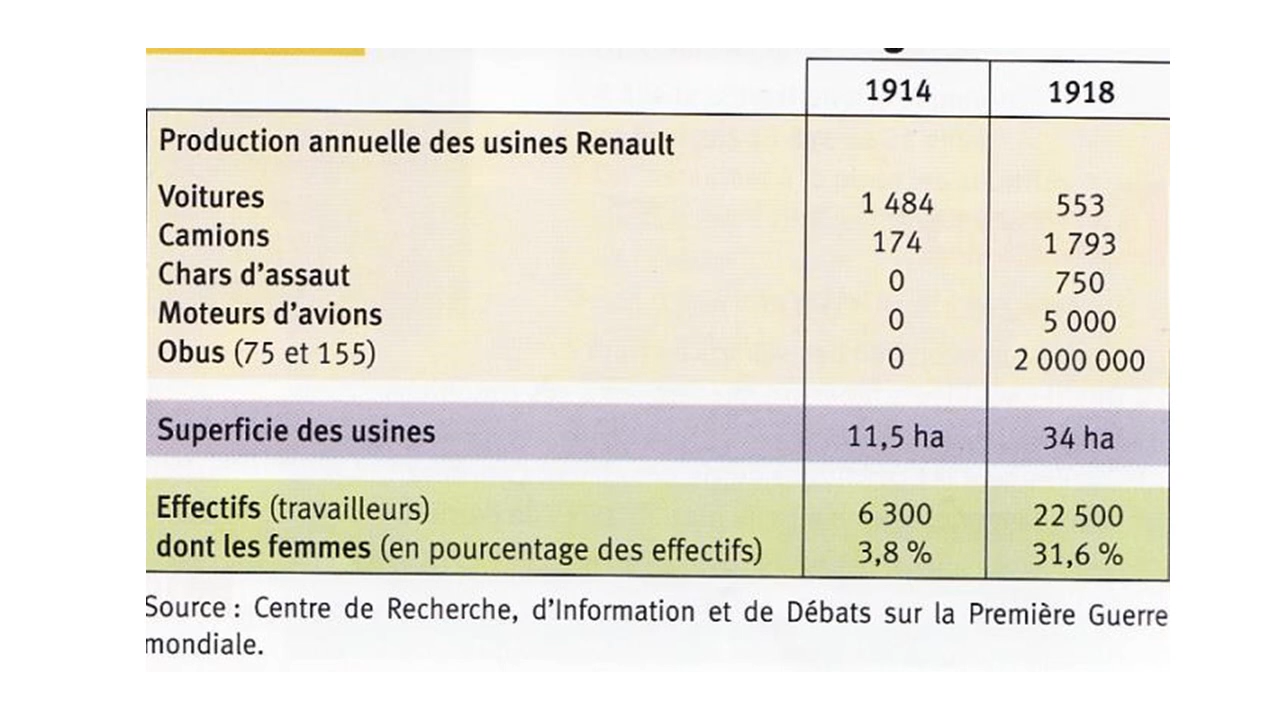 1914 1918
Production annuelle des usines Renault
Voitures 1 484 553
Camions 174 1 793
Chars d'assaut 0 750
Moteurs d'avions 0 5 000
Obus (75 et 155) 0 2 000 000
Superficie des usines 11,5 ha 34 ha
Effectifs (travailleurs) 6 300 22 500
dont les femmes (en pourcentage des effectifs) 3,8 % 31,6 %
Source : Centre de Recherche, d'Information et de Débats sur la Première Guerre
mondiale.